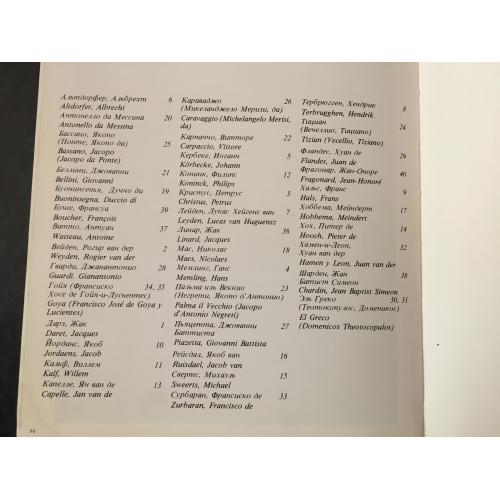 Альтдорфер, Альбрехт 6
Altdorfer, Albrecht
Антонелло да Мессина 20
Antonello da Messina
Бассано, Якопо
(Понте, Якопо да) 25
Bassano, Jacopo
(Jacopo da Ponte)
Беллини, Джованни 21
Bellini, Giovanni
Буонинсенья, Дуччо ди 19
Buoninsegna, Duccio di
Буше, Франсуа 39
Boucher, François
Ватто, Антуан 37
Watteau, Antoine
Вейден, Рогир ван дер 2
Weyden, Rogier van der
Гварди, Джанантонио 28
Guardi, Gianantonio
Гойя (Франсиско 34, 35
Хосе де Гойя-и-Лусьентес)
Goya (Francisco José de Goya y
Lucientes)
Дарэ, Жак 1
Daret, Jacques
Йорданс, Якоб 10
Jordaens, Jacob
Кальф, Виллем 11
Kalf, Willem
Капелле, Ян ван де 13
Capelle, Jan van de
94
Караваджо 26
(Микеланджело Меризи, да)
Caravaggio (Michelangelo Merisi,
da)
Карпаччо, Витторе 22
Carpaccio, Vittore
Кербеке, Иоганн 5
Körbecke, Johann
Конинк, Филипс 12
Koninck, Philips
Кристус, Петрус 3
Christus, Petrus
Лейден, Лукас Хейгенс ван 7
Leyden, Lucas van Huguensz
Линар, Жак 36
Linard, Jacques
Мас, Николас 18
Maes, Nicolaes
Мемлинг, Ганс 4
Memling, Hans
Пальма иль Веккио 23
(Негрети, Якопо д'Антонио)
Palma il Vecchio (Jacopo
d'Antonio Negreti)
Пьяцетта, Джованни 27
Баттиста
Piazetta, Giovanni Battista
Рейсдал, Якоб ван 16
Ruisdael, Jacob van
Свертс, Михаэль 15
Sweerts, Michael
Сурбаран, Франсиско де 33
Zurbaran, Francisco de
Тербрюгген, Хендрик 8
Terbrugghen, Hendrik
Тициан 24
(Вечеллио, Тициано)
Tizian (Vecellio, Tiziano)
Фландес, Хуан де 29
Flandes, Juan de
Фрагонар, Жан-Оноре 40
Fragonard, Jean-Honoré
Хальс, Франс 9
Hals, Frans
Хоббема, Мейндерт 17
Hobbema, Meindert
Хох, Питер де 14
Hooch, Pieter de
Хамен-и-Леон, 32
Хуан ван дер
Hamen y Leon, Juan van der
Шарден, Жан 38
Батист Симеон
Chardin, Jean Baptist Simeon
Эль Греко 30, 31
(Теотокопулос, Доменикос)
El Greco
(Domenicos Theotocopulos)